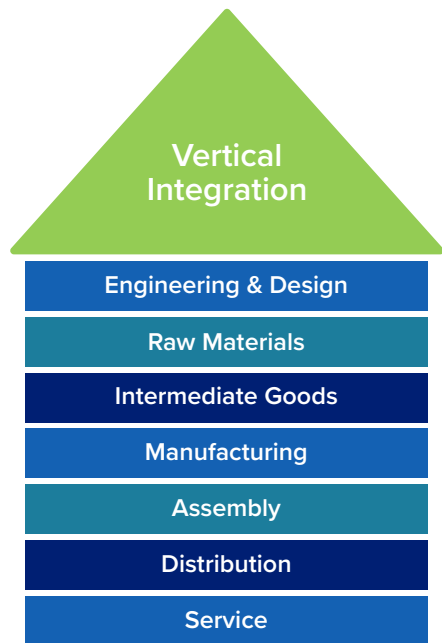 Vertical
Integration
Engineering & Design
Raw Materials
Intermediate Goods
Manufacturing
Assembly
Distribution
Service